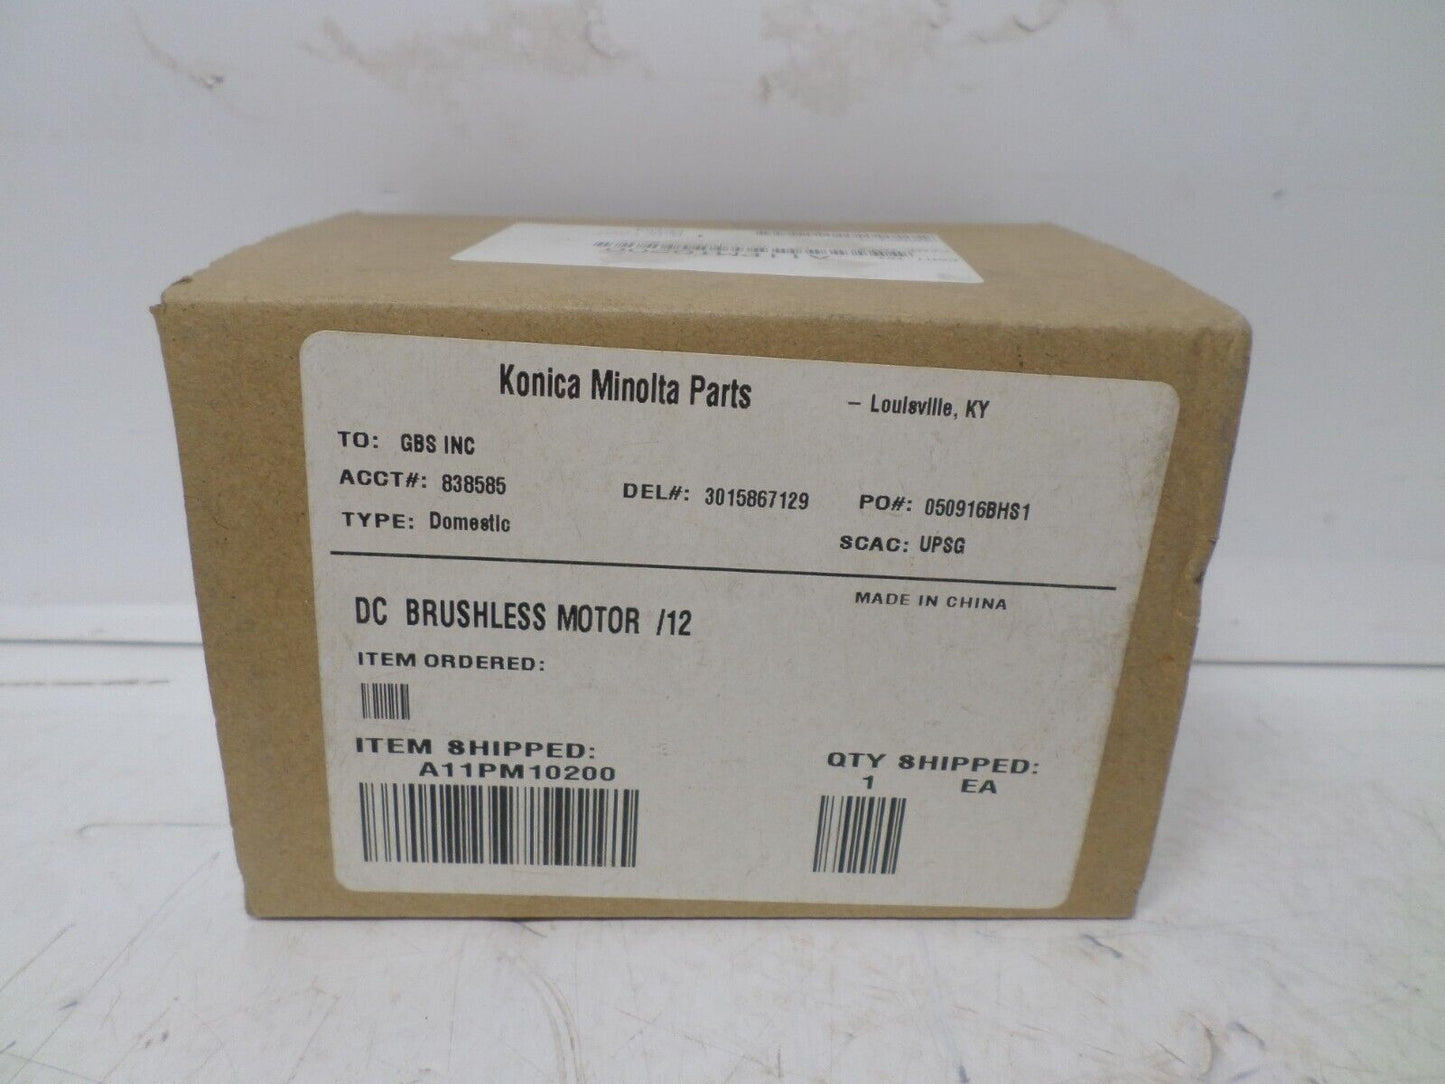 Konica Minolta Parts – Louisville, KY
TO: GBS INC
ACCT#: 838585 DEL#: 3015867129 PO#: 050916BHS1
TYPE: Domestic SCAC: UPSG
MADE IN CHINA
DC BRUSHLESS MOTOR /12
ITEM ORDERED:
ITEM SHIPPED: QTY SHIPPED:
A11PM10200 1 EA